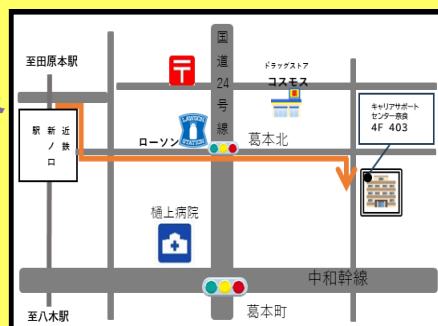 至田原本駅
国道24号線
ドラッグストア
コスモス
キャリアサポート
センター奈良
4F 403
近鉄
新ノ口
駅
ローソン
LAWSON
STATION
葛本北
樋上病院
中和幹線
至八木駅
葛本町